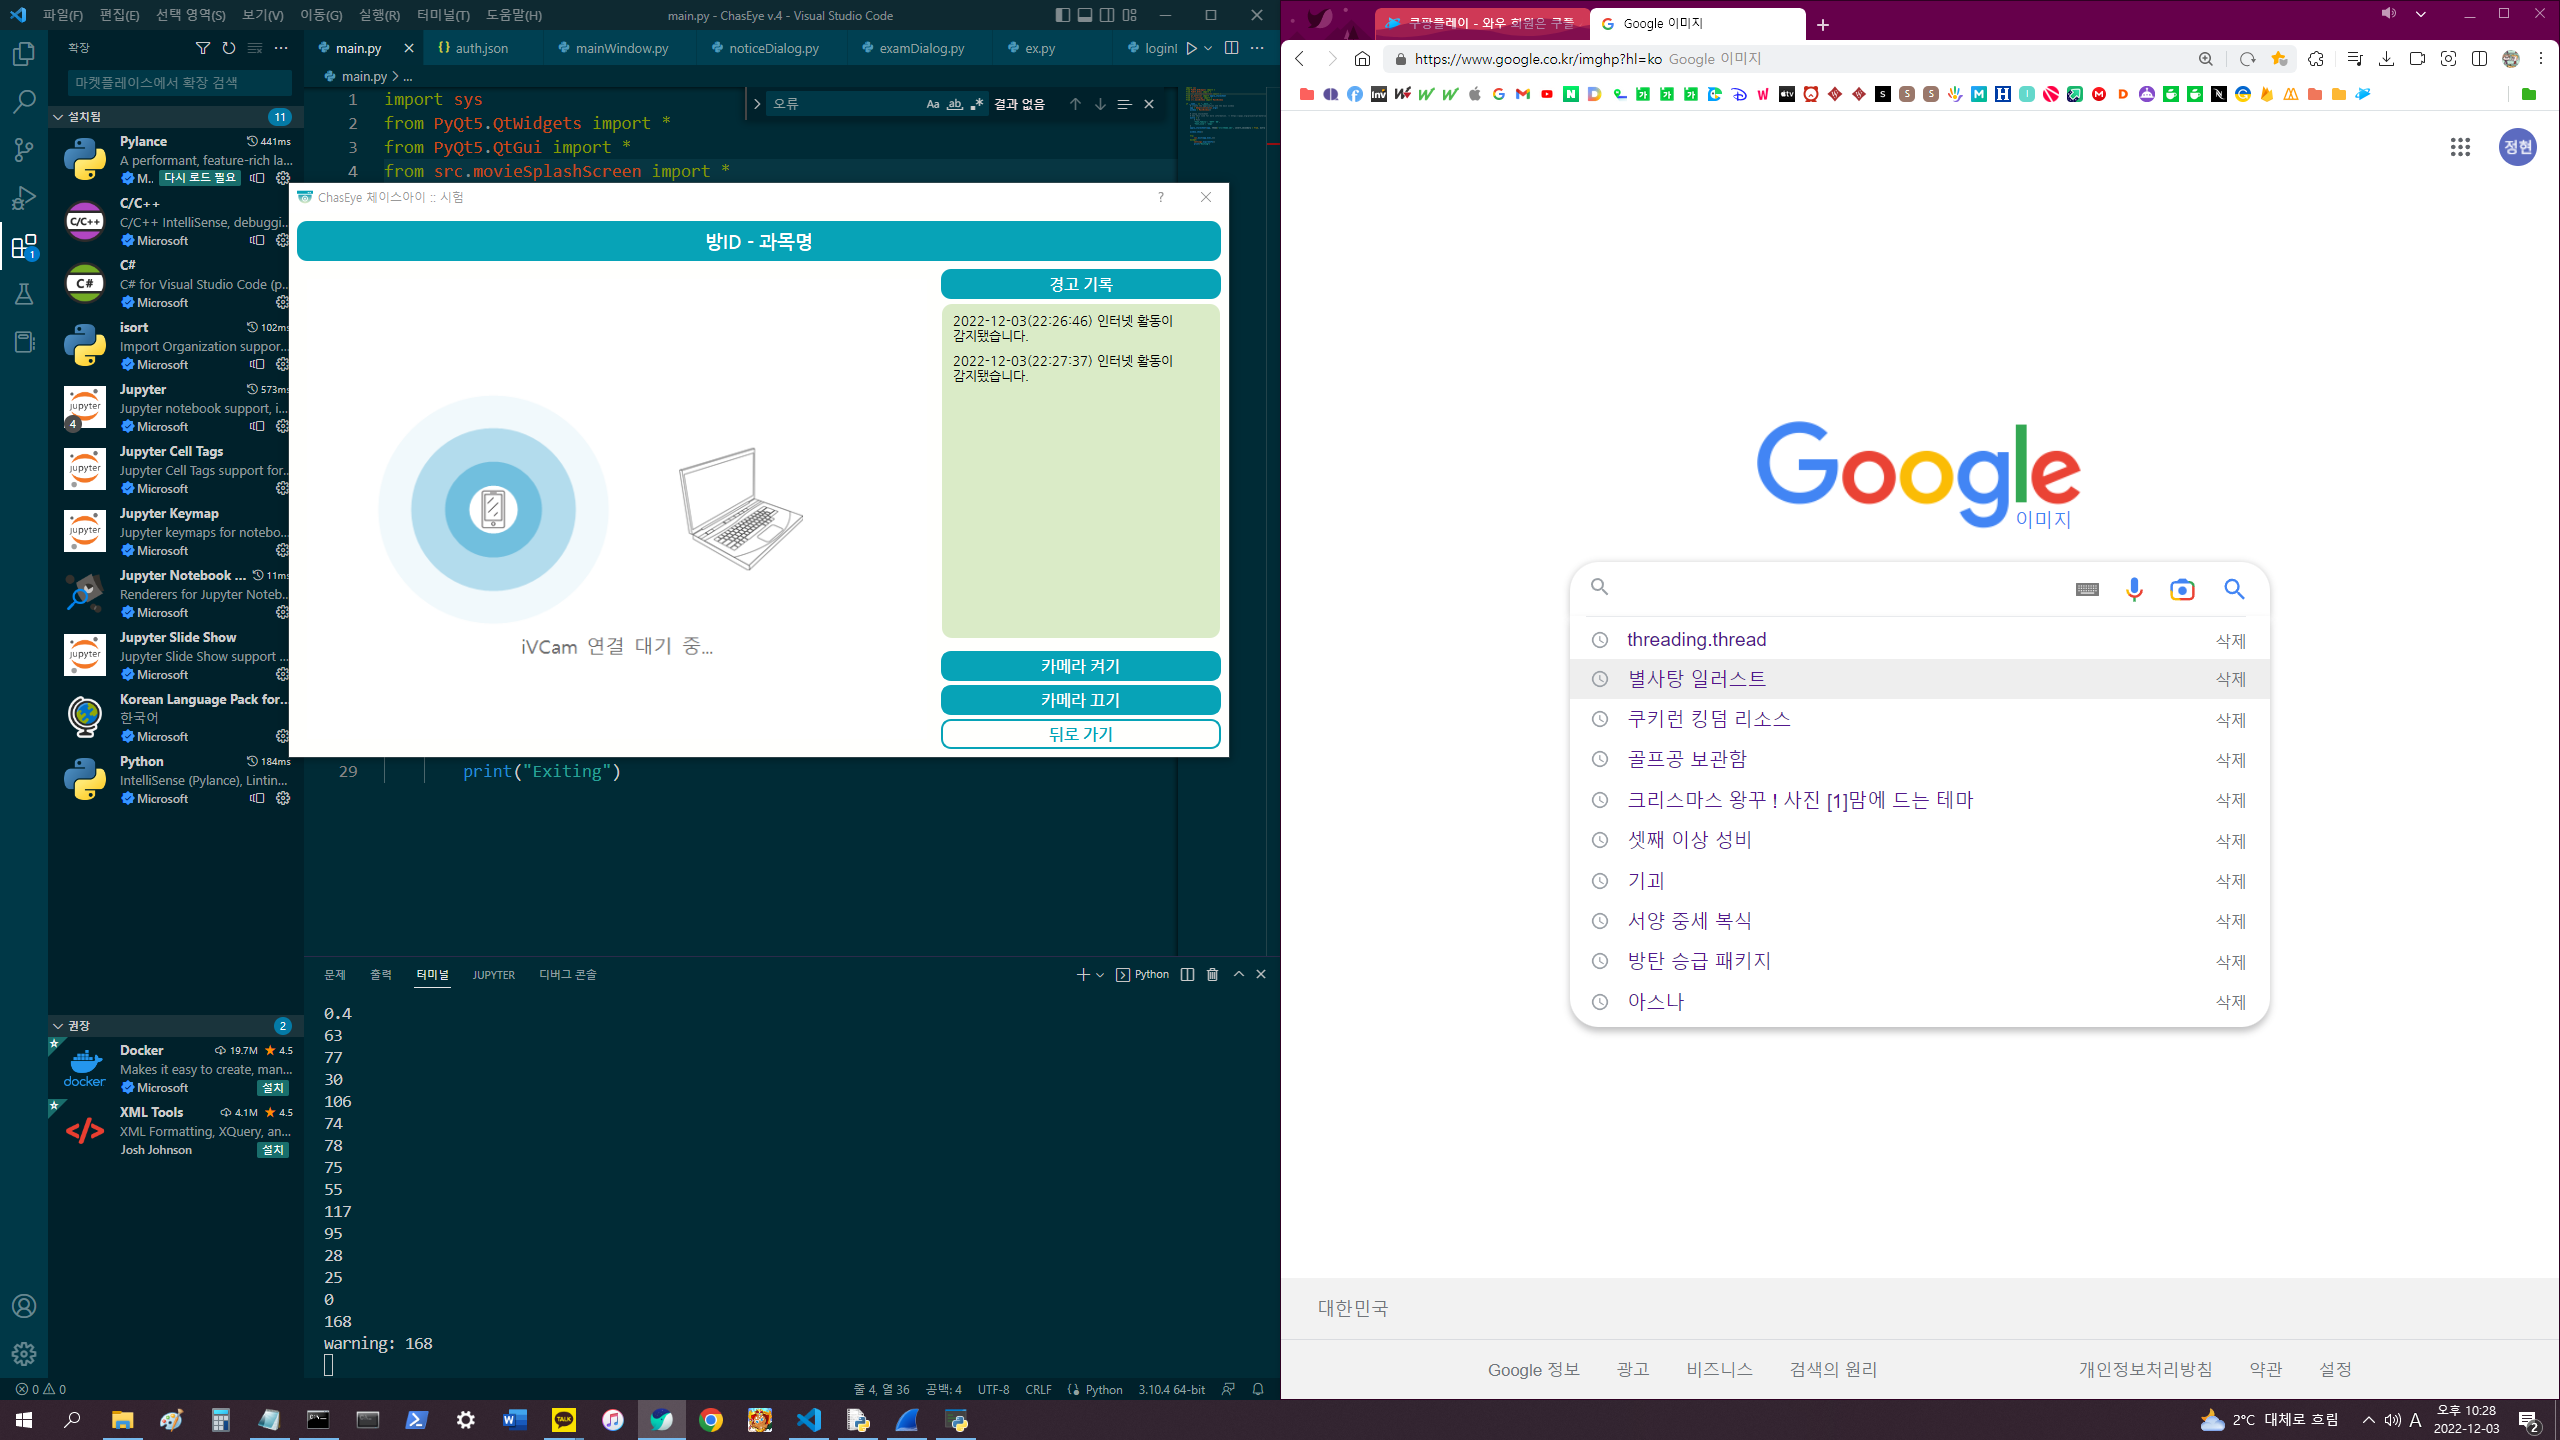 파일(F) 편집(E) 선택 영역(S) 보기(V) 이동(G) 실행(R) 터미널(T) 도움말(H)
main.py - ChasEye v.4 - Visual Studio Code
확장
마켓플레이스에서 확장 검색
설치됨 11
Pylance 441ms
A performant, feature-rich la...
M.. 다시 로드 필요
C/C++
C/C++ IntelliSense, debuggi...
Microsoft
C#
C# for Visual Studio Code (p...
Microsoft
isort 102ms
Import Organization suppor...
Microsoft
Jupyter 573ms
Jupyter notebook support, i...
Microsoft
4
Jupyter Cell Tags
Jupyter Cell Tags support for...
Microsoft
Jupyter Keymap
Jupyter keymaps for notebo...
Microsoft
Jupyter Notebook ... 11ms
Renderers for Jupyter Noteb...
Microsoft
Jupyter Slide Show
Jupyter Slide Show support ...
Microsoft
Korean Language Pack for...
한국어
Microsoft
Python 184ms
IntelliSense (Pylance), Lintin...
Microsoft
권장 2
Docker 19.7M 4.5
Makes it easy to create, man...
Microsoft 설치
XML Tools 4.1M 4.5
XML Formatting, XQuery, an...
Josh Johnson 설치
main.py auth.json mainWindow.py noticeDialog.py examDialog.py ex.py loginI
main.py > ...
1 import sys
2 from PyQt5.QtWidgets import *
3 from PyQt5.QtGui import *
4 from src.movieSplashScreen import *
오류 Aa ab 결과 없음
ChasEye 체이스아이 :: 시험
방ID - 과목명
경고 기록
2022-12-03(22:26:46) 인터넷 활동이
감지됐습니다.
2022-12-03(22:27:37) 인터넷 활동이
감지됐습니다.
iVCam 연결 대기 중...
카메라 켜기
카메라 끄기
뒤로 가기
29 print("Exiting")
문제 출력 터미널 JUPYTER 디버그 콘솔
Python
0.4
63
77
30
106
74
78
75
55
117
95
28
25
0
168
warning: 168
0 0
줄 4, 열 36 공백: 4 UTF-8 CRLF Python 3.10.4 64-bit
쿠팡플레이 - 와우 회원은 쿠플
Google 이미지
https://www.google.co.kr/imghp?hl=ko Google 이미지
정현
Google
이미지
threading.thread 삭제
별사탕 일러스트 삭제
쿠키런 킹덤 리소스 삭제
골프공 보관함 삭제
크리스마스 왕꾸 ! 사진 [1]맘에 드는 테마 삭제
셋째 이상 성비 삭제
기괴 삭제
서양 중세 복식 삭제
방탄 승급 패키지 삭제
아스나 삭제
대한민국
Google 정보 광고 비즈니스 검색의 원리 개인정보처리방침 약관 설정
2°C 대체로 흐림
A
오후 10:28
2022-12-03
2